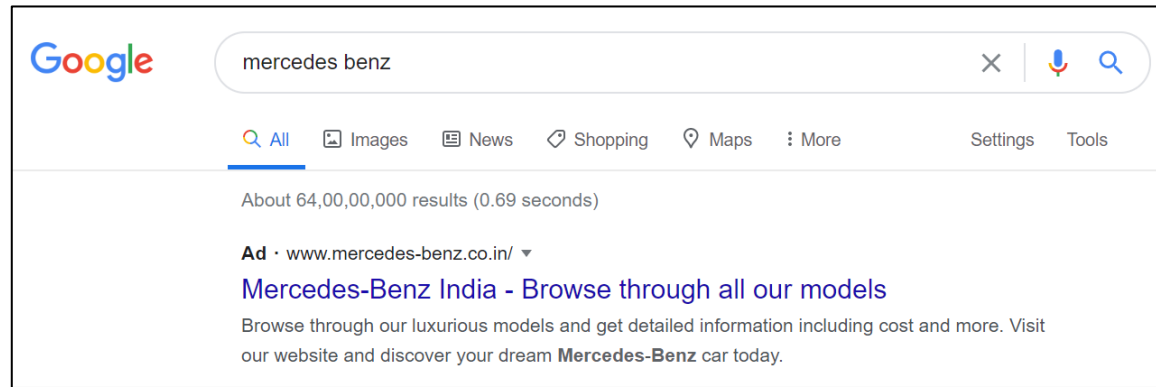 Google
mercedes benz
All Images News Shopping Maps More Settings Tools
About 64,00,00,000 results (0.69 seconds)
Ad · www.mercedes-benz.co.in/
Mercedes-Benz India - Browse through all our models
Browse through our luxurious models and get detailed information including cost and more. Visit
our website and discover your dream Mercedes-Benz car today.